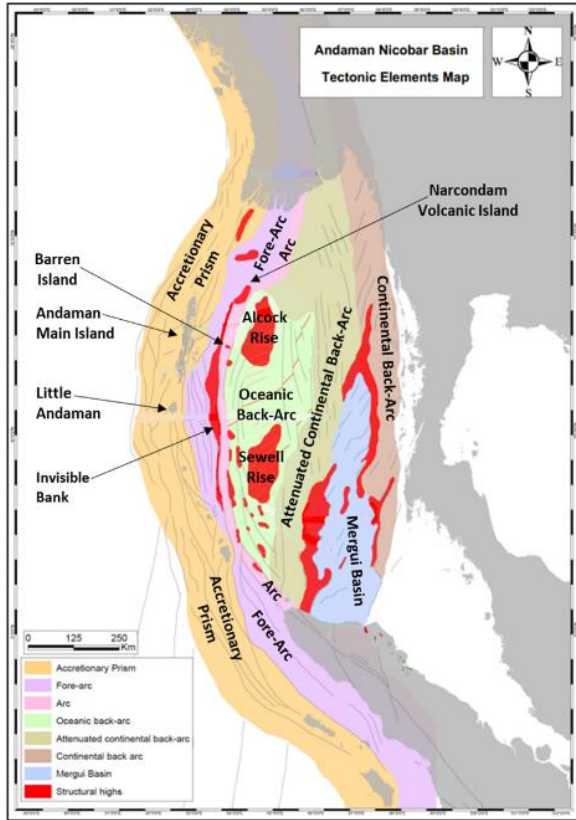 Andaman Nicobar Basin
Tectonic Elements Map
N
W
E
S
Narcondam
Volcanic Island
Barren
Island
Andaman
Main Island
Little
Andaman
Invisible
Bank
Accretionary
Prism
Fore-Arc
Arc
Alcock
Rise
Oceanic
Back-Arc
Sewell
Rise
Attenuated Continental Back-Arc
Continental Back-Arc
Mergui Basin
Arc
Fore-Arc
Accretionary
Prism
0 125 250
Km
Accretionary Prism
Fore-arc
Arc
Oceanic back-arc
Attenuated continental back-arc
Continental back arc
Mergui Basin
Structural highs